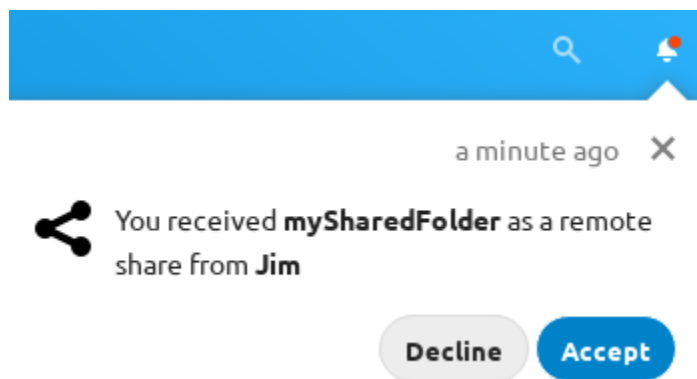 a minute ago
You received mySharedFolder as a remote
share from Jim
Decline Accept